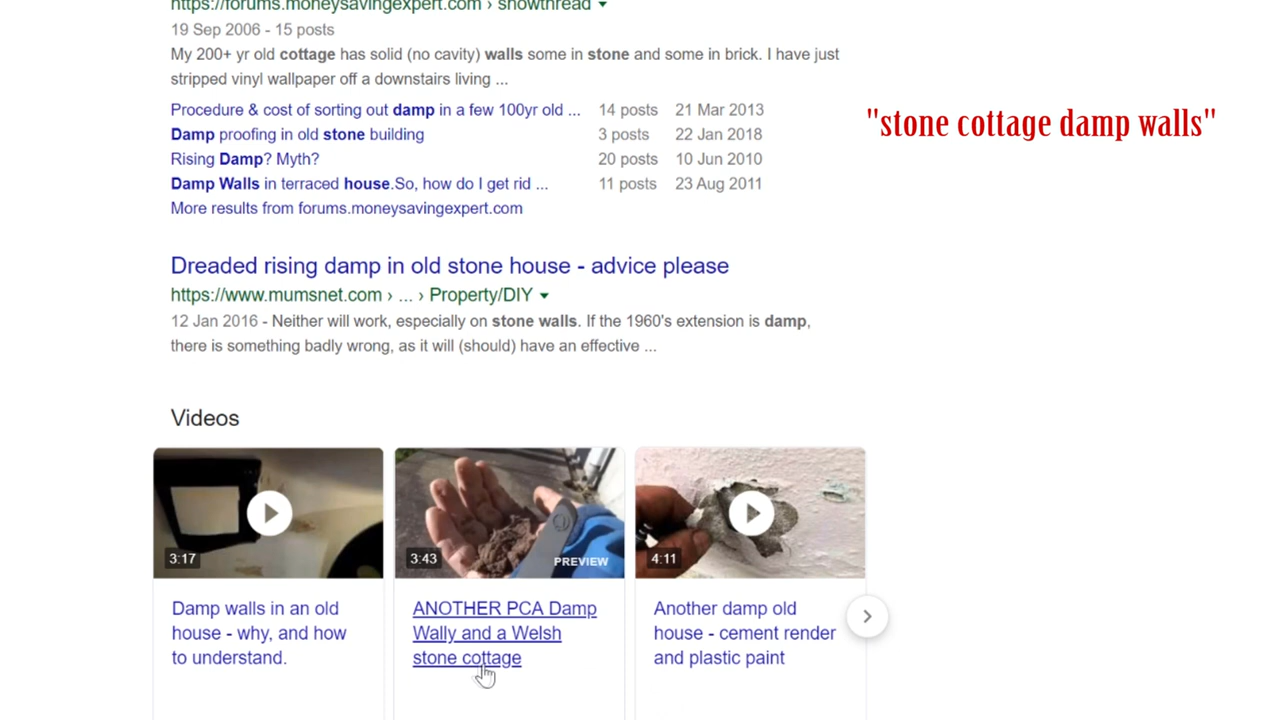 https://forums.moneysavingexpert.com › showthread
19 Sep 2006 - 15 posts
My 200+ yr old cottage has solid (no cavity) walls some in stone and some in brick. I have just
stripped vinyl wallpaper off a downstairs living ...
Procedure & cost of sorting out damp in a few 100yr old ... 14 posts 21 Mar 2013
Damp proofing in old stone building 3 posts 22 Jan 2018
Rising Damp? Myth? 20 posts 10 Jun 2010
Damp Walls in terraced house.So, how do I get rid ... 11 posts 23 Aug 2011
More results from forums.moneysavingexpert.com
"stone cottage damp walls"
Dreaded rising damp in old stone house - advice please
https://www.mumsnet.com › ... › Property/DIY
12 Jan 2016 - Neither will work, especially on stone walls. If the 1960's extension is damp,
there is something badly wrong, as it will (should) have an effective ...
Videos
3:17
3:43
PREVIEW
4:11
Damp walls in an old
house - why, and how
to understand.
ANOTHER PCA Damp
Wally and a Welsh
stone cottage
Another damp old
house - cement render
and plastic paint